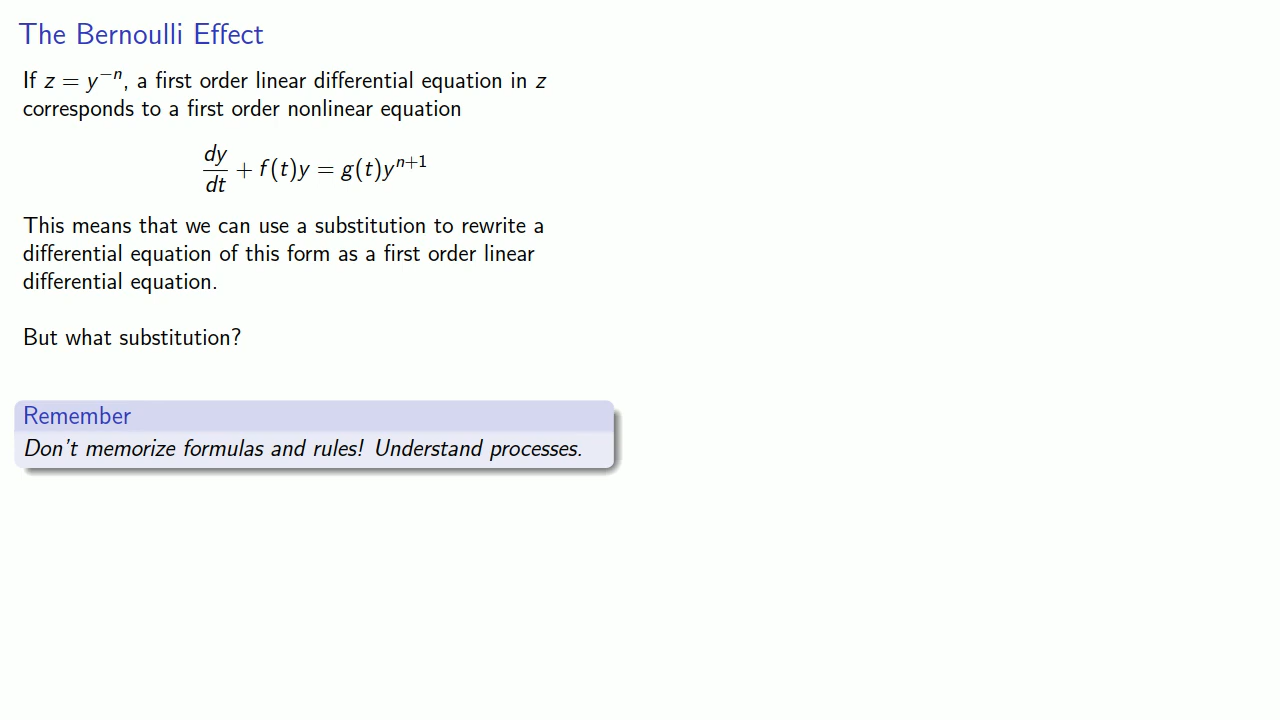 The Bernoulli Effect
If z = y⁻ⁿ, a first order linear differential equation in z
corresponds to a first order nonlinear equation
dy/dt + f(t)y = g(t)yⁿ⁺¹
This means that we can use a substitution to rewrite a
differential equation of this form as a first order linear
differential equation.
But what substitution?
Remember
Don't memorize formulas and rules! Understand processes.